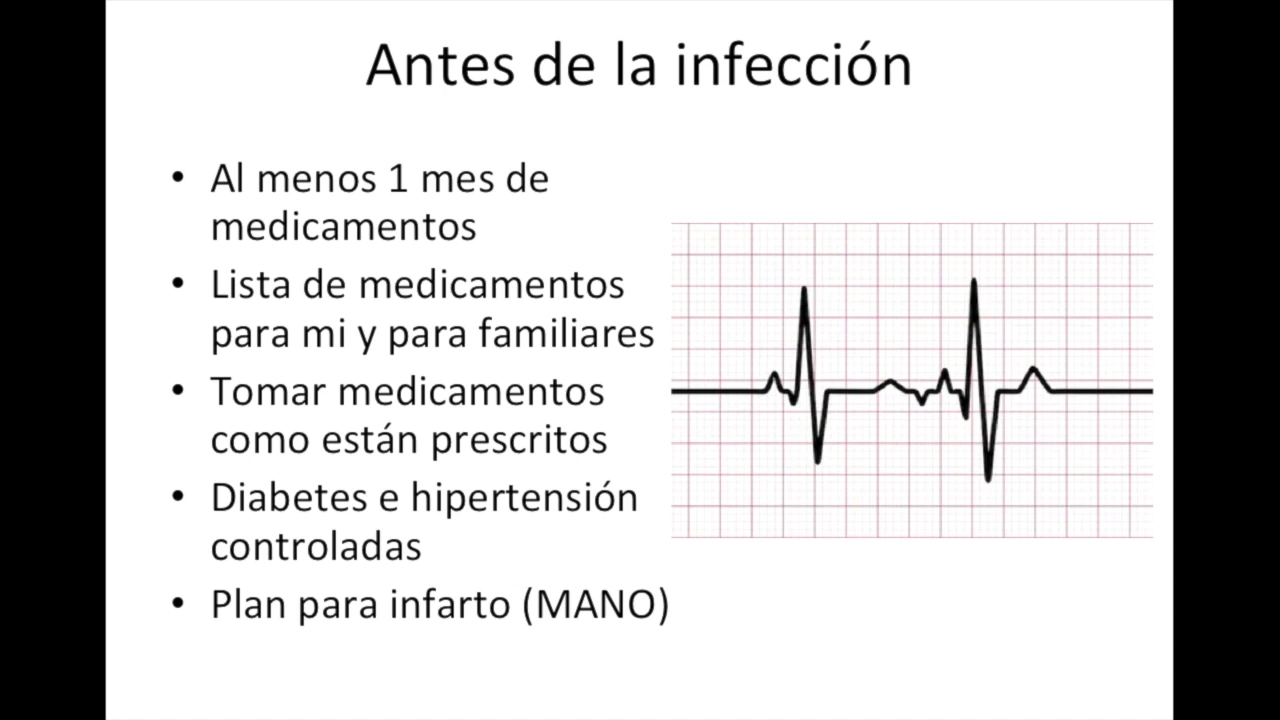 Antes de la infección
• Al menos 1 mes de
medicamentos
• Lista de medicamentos
para mi y para familiares
• Tomar medicamentos
como están prescritos
• Diabetes e hipertensión
controladas
• Plan para infarto (MANO)